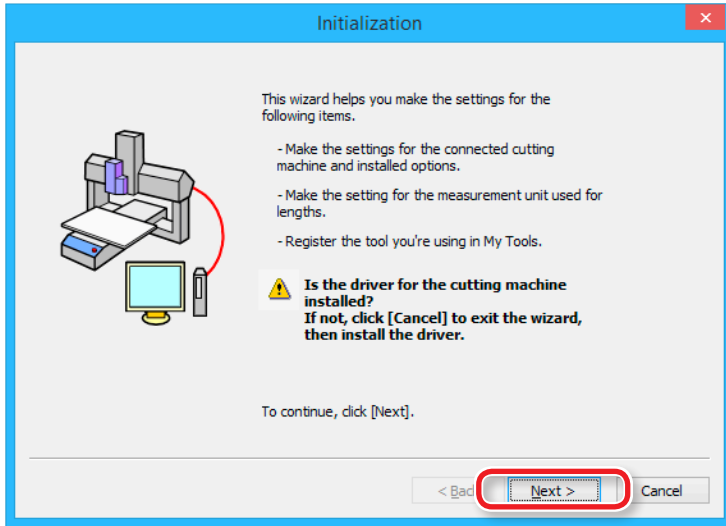 Initialization
This wizard helps you make the settings for the
following items.
- Make the settings for the connected cutting
machine and installed options.
- Make the setting for the measurement unit used for
lengths.
- Register the tool you're using in My Tools.
Is the driver for the cutting machine
installed?
If not, click [Cancel] to exit the wizard,
then install the driver.
To continue, click [Next].
< Bac
Next >
Cancel